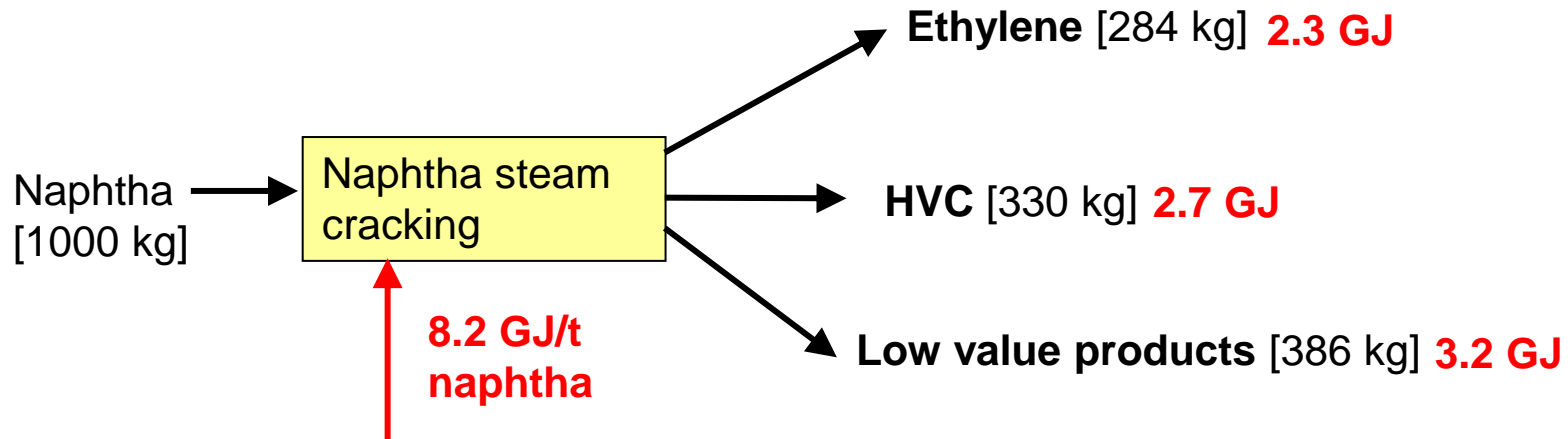 Ethylene [284 kg] 2.3 GJ
Naphtha
[1000 kg]
Naphtha steam
cracking
HVC [330 kg] 2.7 GJ
8.2 GJ/t
naphtha
Low value products [386 kg] 3.2 GJ